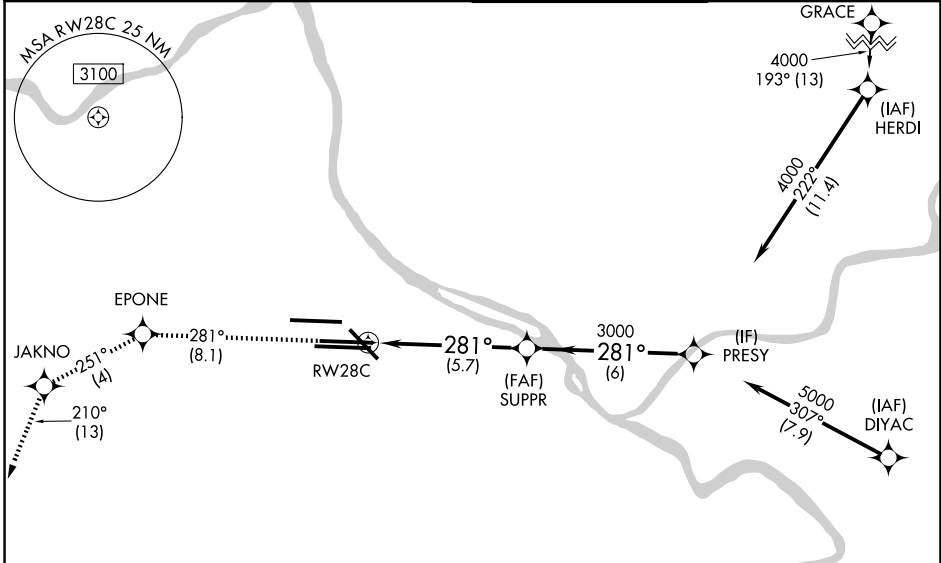 MSA RW28C 25 NM
3100
GRACE
4000
193° (13)
(IAF)
HERDI
4000
222°
(11.4)
EPONE
JAKNO
251°
(4)
281°
(8.1)
210°
(13)
RW28C
281°
(5.7)
(FAF)
SUPPR
3000
281°
(6)
(IF)
PRESY
5000
307°
(7.9)
(IAF)
DIYAC